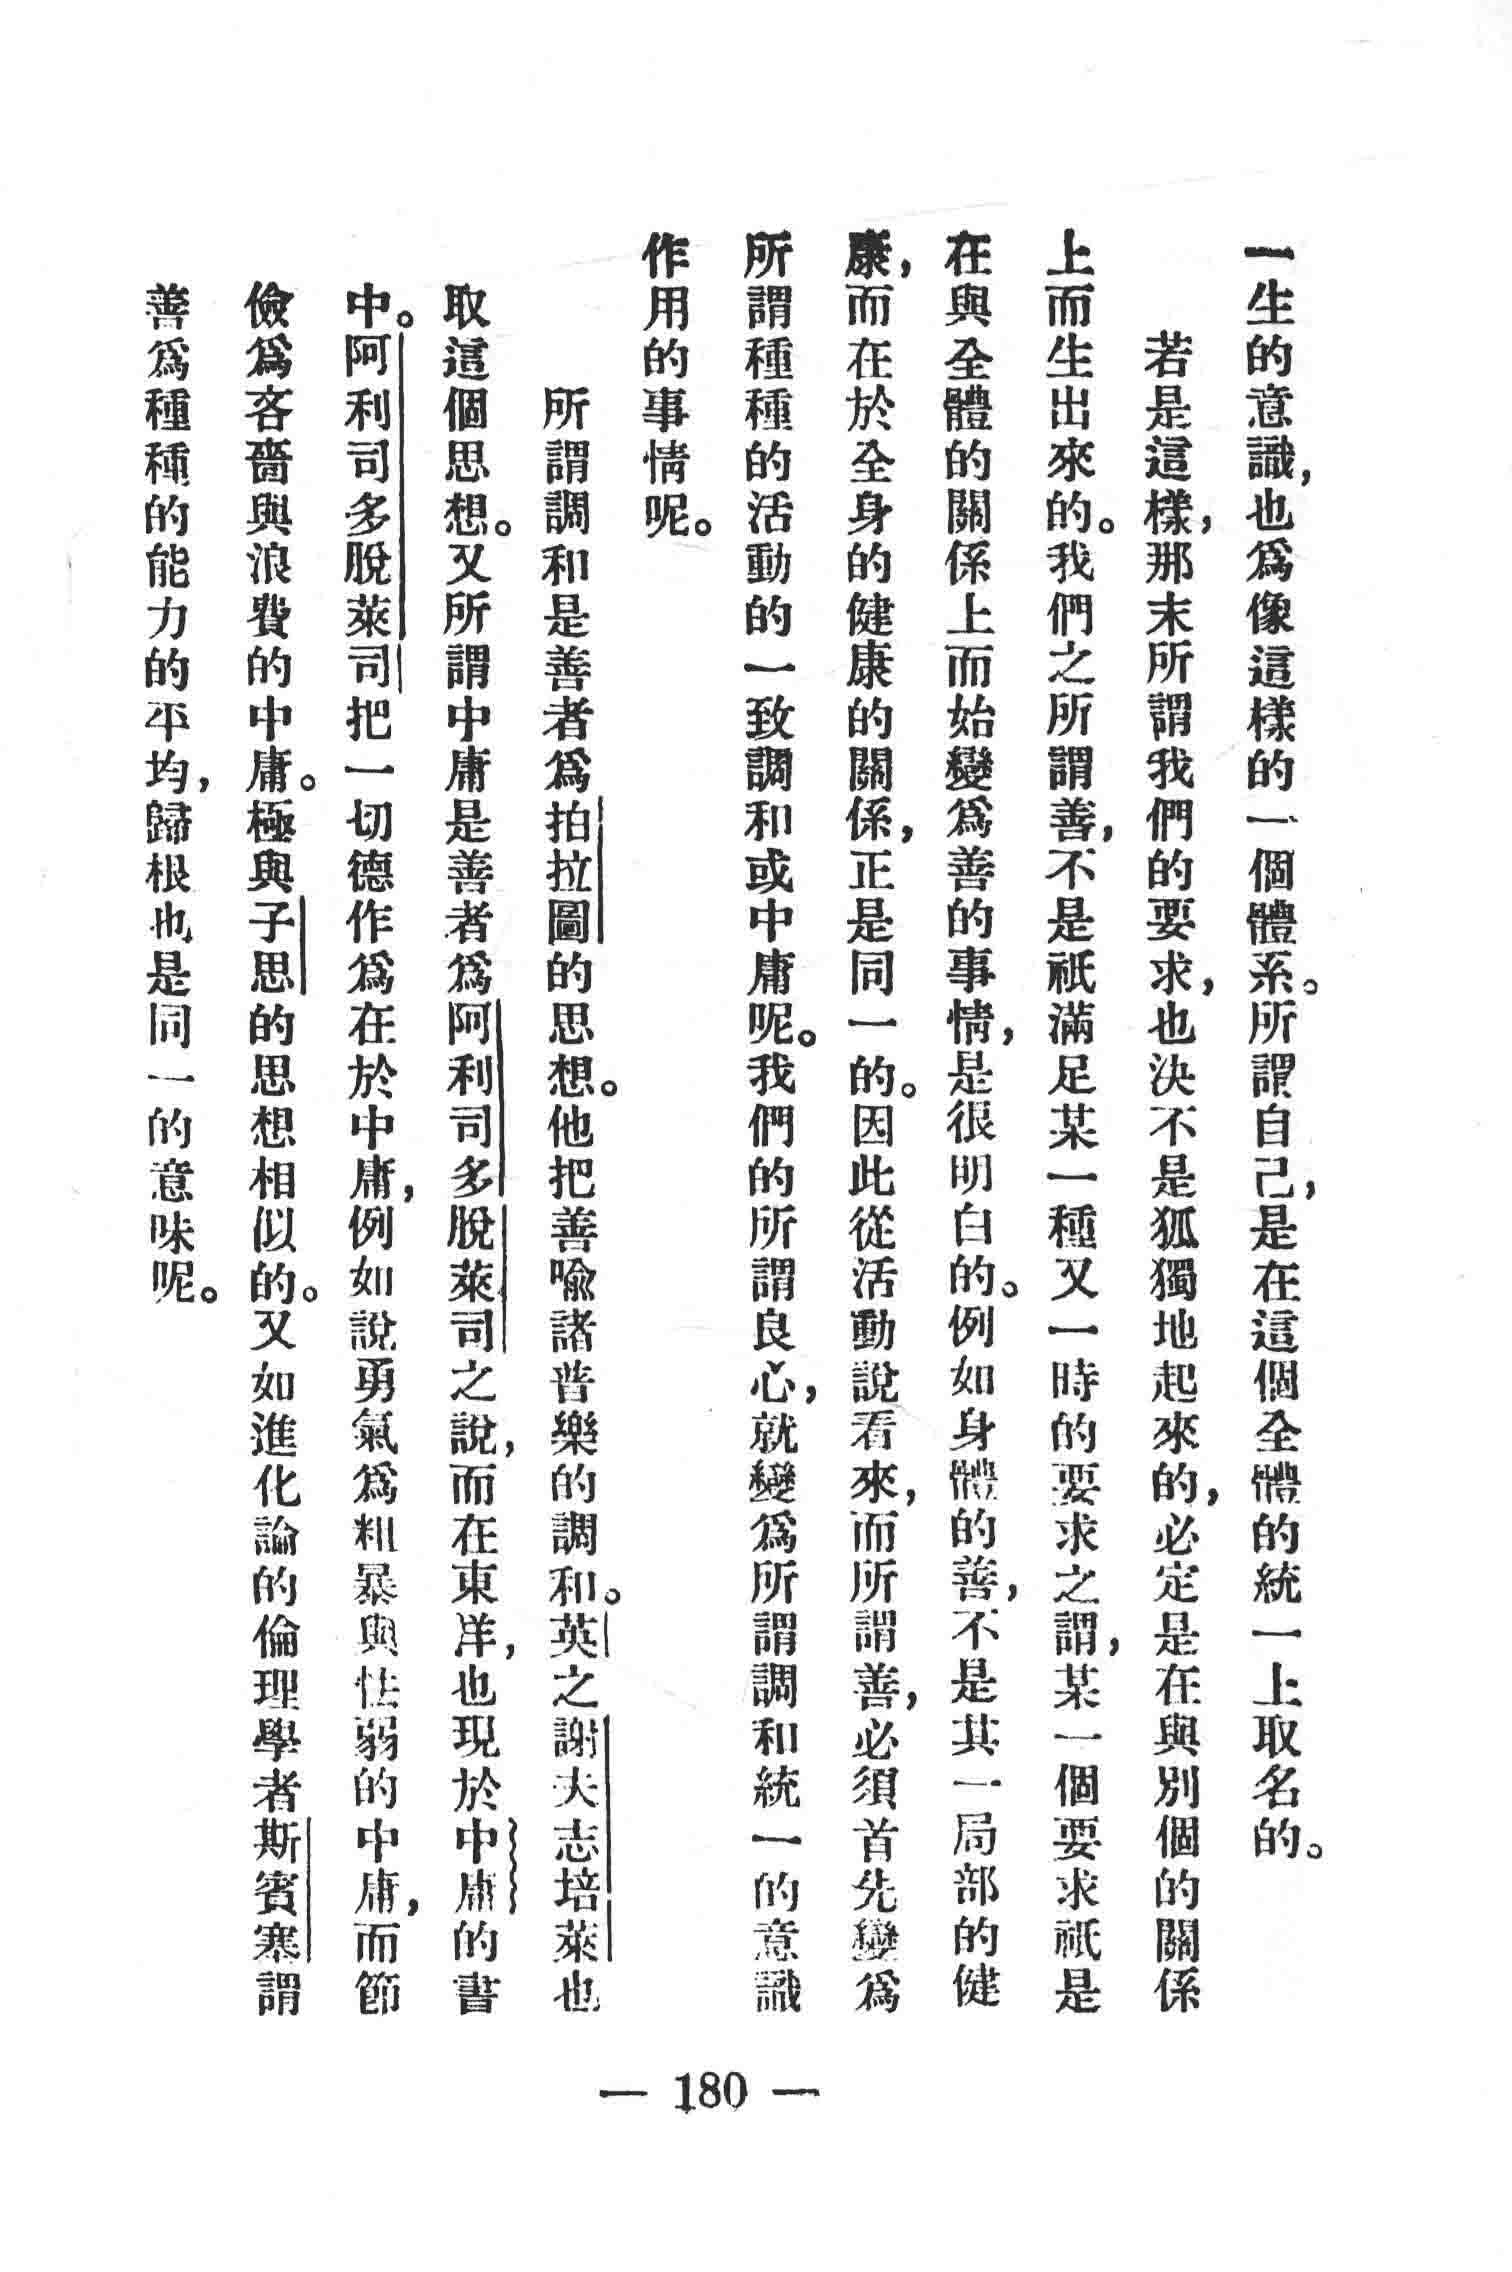 一生的意識，也爲像這樣的一個體系。所謂自己，是在這個全體的統一上取名的。
若是這樣，那末所謂我們的要求，也決不是狐獨地起來的，必定是在與別個的關係
上而生出來的。我們之所謂善，不是祇滿足某一種又一時的要求之謂，某一個要求祇是
在與全體的關係上而始變爲善的事情，是很明白的。例如身體的善，不是其一局部的健
康，而在於全身的健康的關係，正是同一的。因此從活動說看來，而所謂善，必須首先變爲
所謂種種的活動的一致調和或中庸呢。我們的所謂良心，就變爲所謂調和統一的意識
作用的事情呢。
所謂調和是善者爲拍拉圖的思想。他把善喩諸音樂的調和。英之謝夫志培萊也
取這個思想。又所謂中庸是善者爲阿利司多脫萊司之說，而在東洋，也現於中庸的書
中。阿利司多脫萊司把一切德作爲在於中庸，例如說勇氣爲粗暴與怯弱的中庸，而節
儉爲吝嗇與浪費的中庸。極與子思的思想相似的。又如進化論的倫理學者斯賓塞謂
善爲種種的能力的平均，歸根也是同一的意味呢。
— 180 —